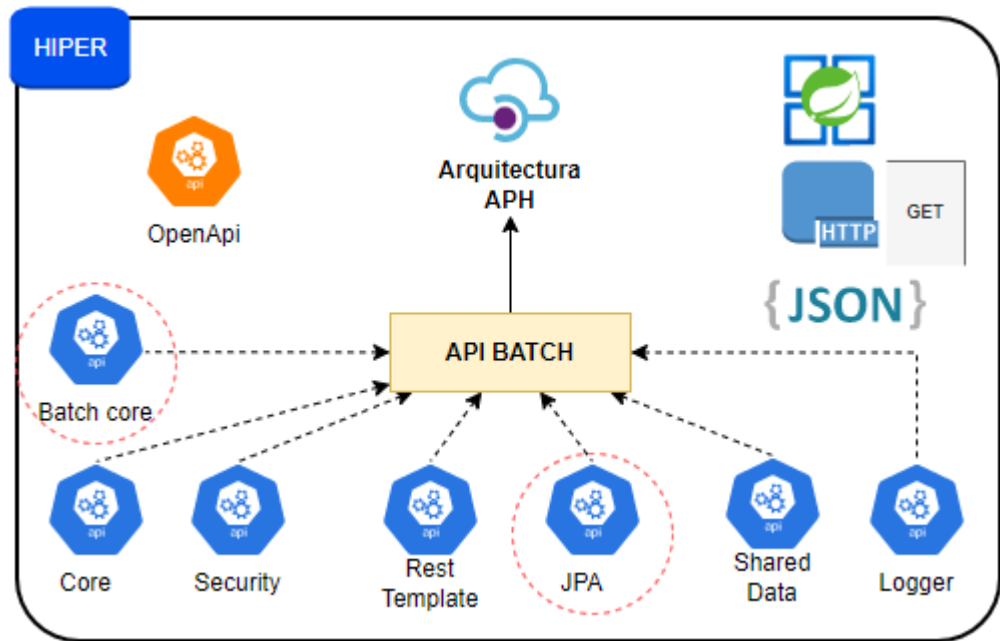 HIPER
Arquitectura
APH
api
OpenApi
HTTP
GET
{JSON}
api
Batch core
API BATCH
api
Core
api
Security
api
Rest
Template
api
JPA
api
Shared
Data
api
Logger